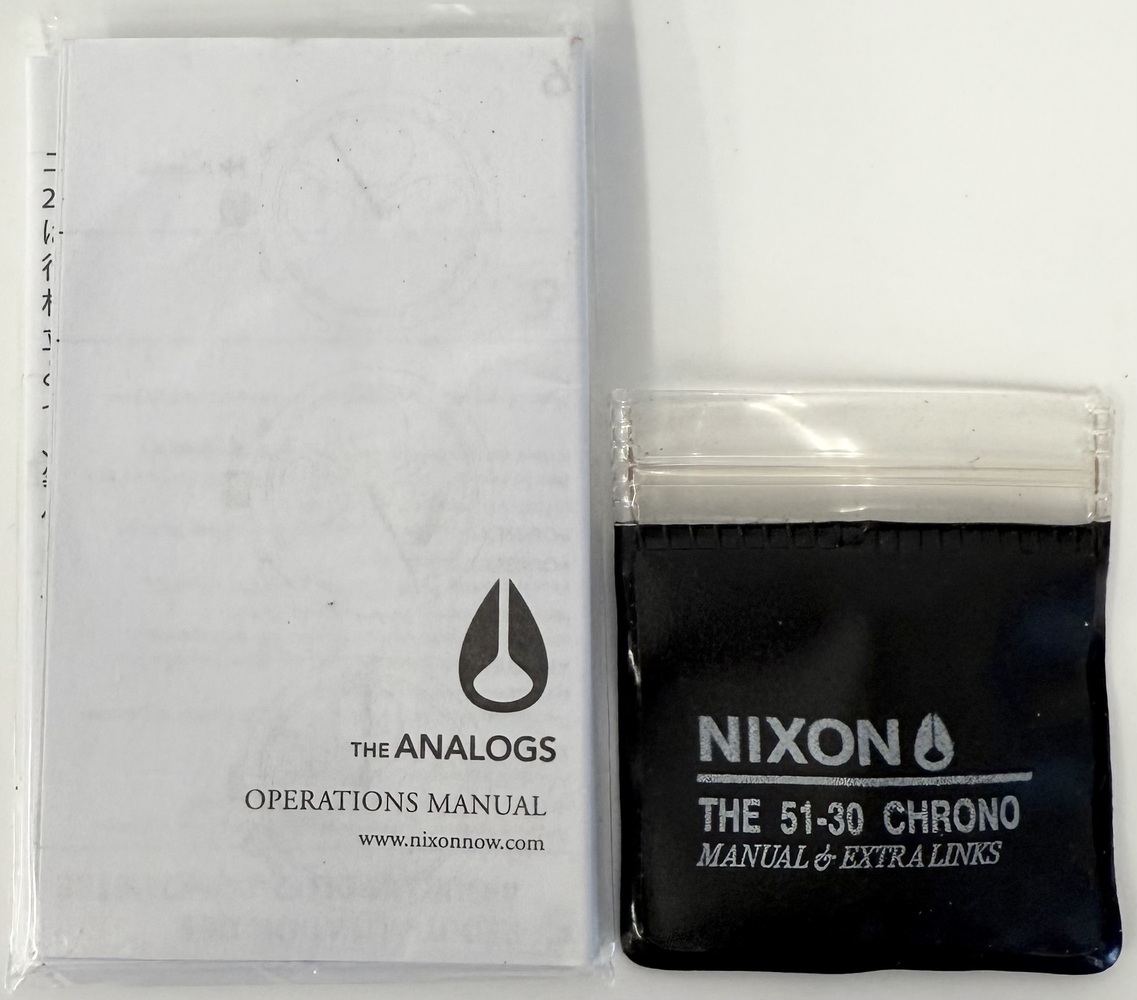 THE ANALOGS
OPERATIONS MANUAL
www.nixonnow.com
NIXON
THE 51-30 CHRONO
MANUAL & EXTRA LINKS